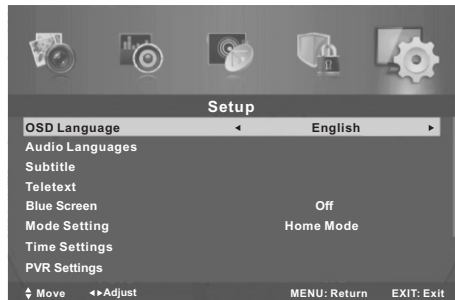 Setup
OSD Language ◄ English ►
Audio Languages
Subtitle
Teletext
Blue Screen Off
Mode Setting Home Mode
Time Settings
PVR Settings
Move ◄►Adjust MENU: Return EXIT: Exit